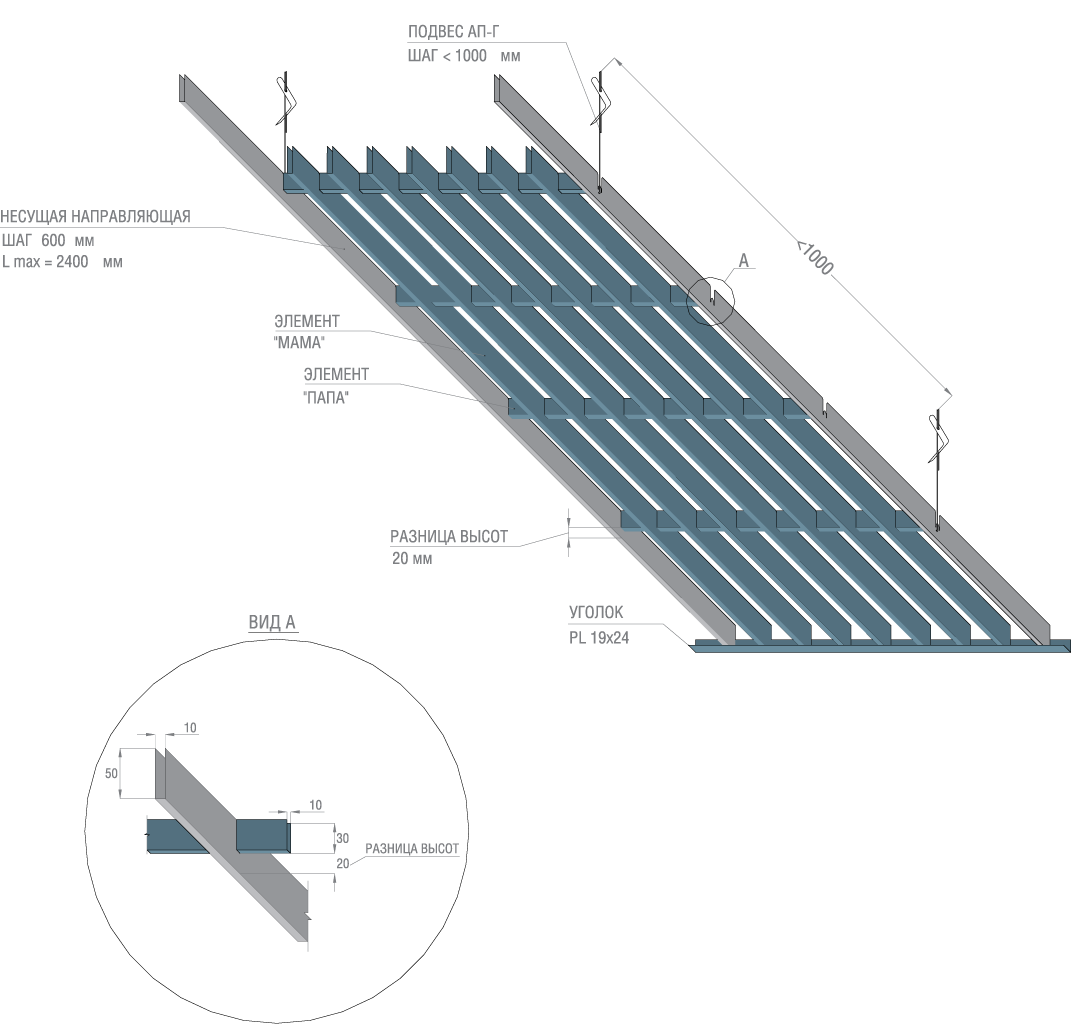 ПОДВЕС АП-Г
ШАГ < 1000 мм
<1000
НЕСУЩАЯ НАПРАВЛЯЮЩАЯ
ШАГ 600 мм
L max = 2400 мм
А
ЭЛЕМЕНТ
"МАМА"
ЭЛЕМЕНТ
"ПАПА"
РАЗНИЦА ВЫСОТ
20 мм
УГОЛОК
PL 19x24
ВИД А
10
50
10
30
20
РАЗНИЦА ВЫСОТ